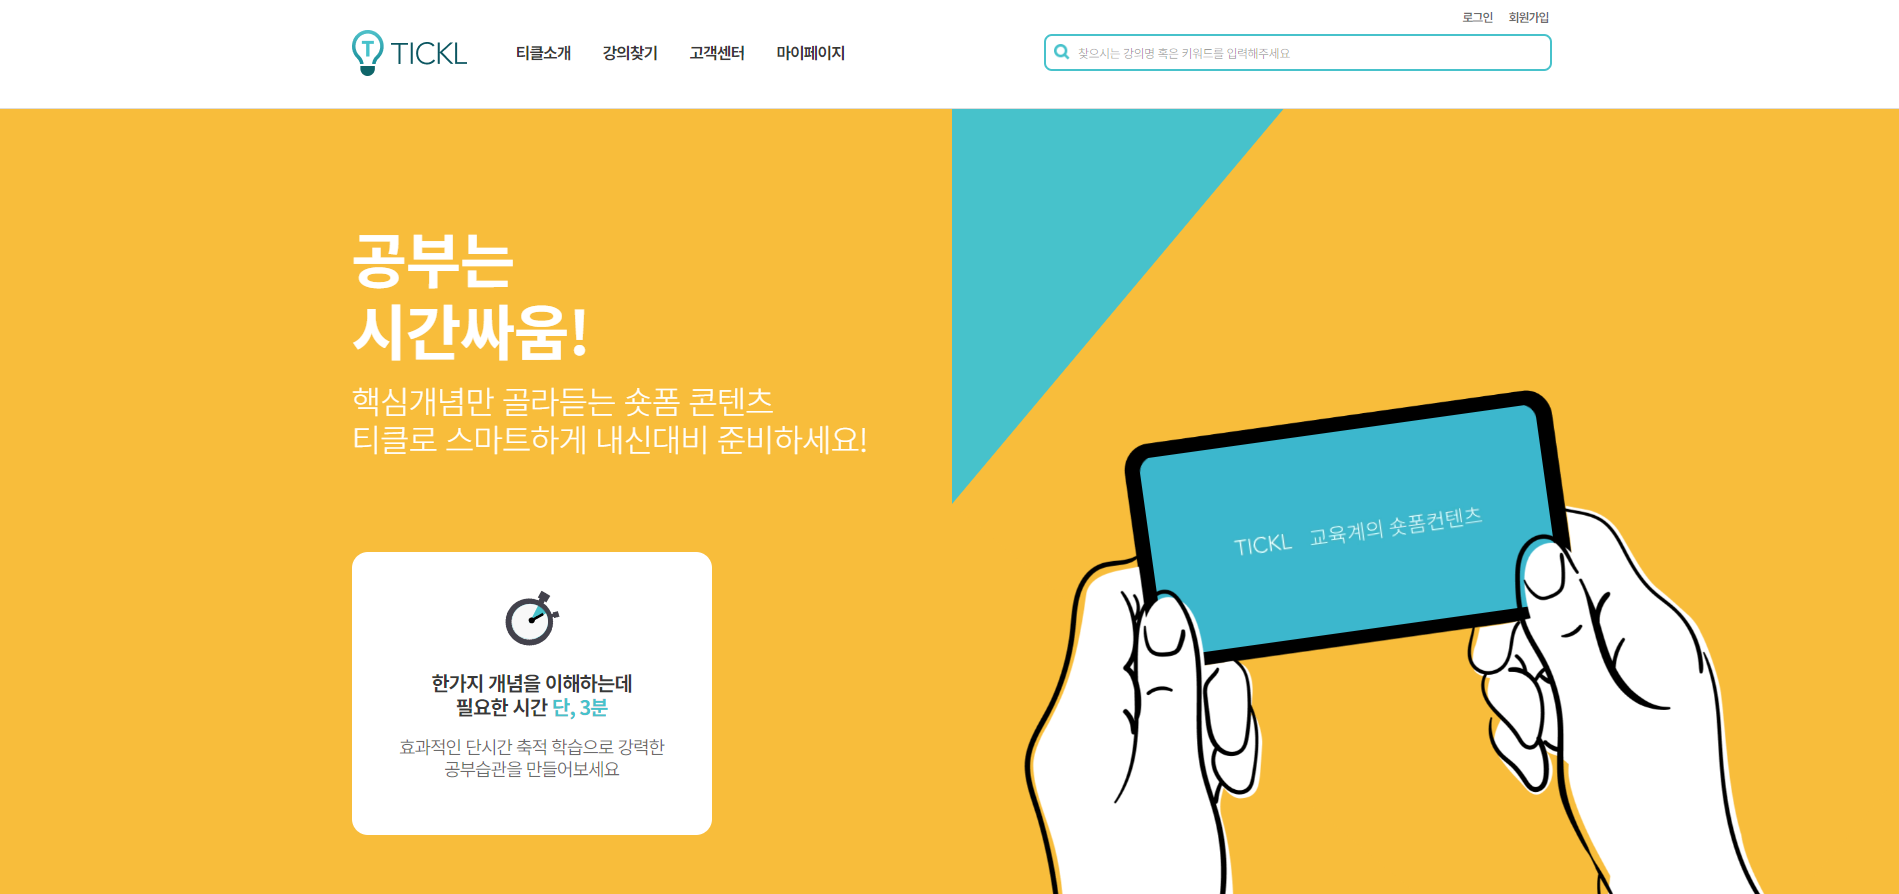 로그인 회원가입
T TICKL 티클소개 강의찾기 고객센터 마이페이지
찾으시는 강의명 혹은 키워드를 입력해주세요
공부는
시간싸움!
핵심개념만 골라듣는 숏폼 콘텐츠
티클로 스마트하게 내신대비 준비하세요!
TICKL 교육계의 숏폼컨텐츠
한가지 개념을 이해하는데
필요한 시간 단, 3분
효과적인 단시간 축적 학습으로 강력한
공부습관을 만들어보세요